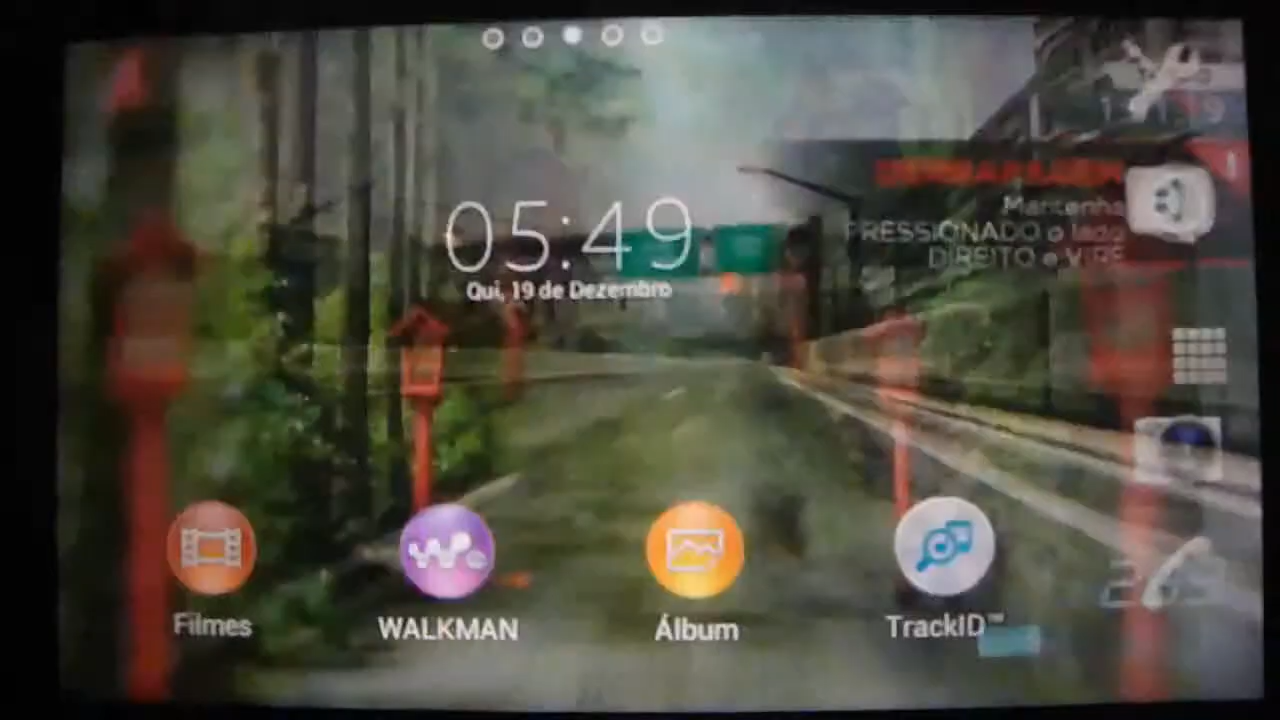 05:49
Qui, 19 de Dezembro
Mantenha
PRESSIONADO o lado
DIREITO e VIRE
Filmes
WALKMAN
Álbum
TrackID™